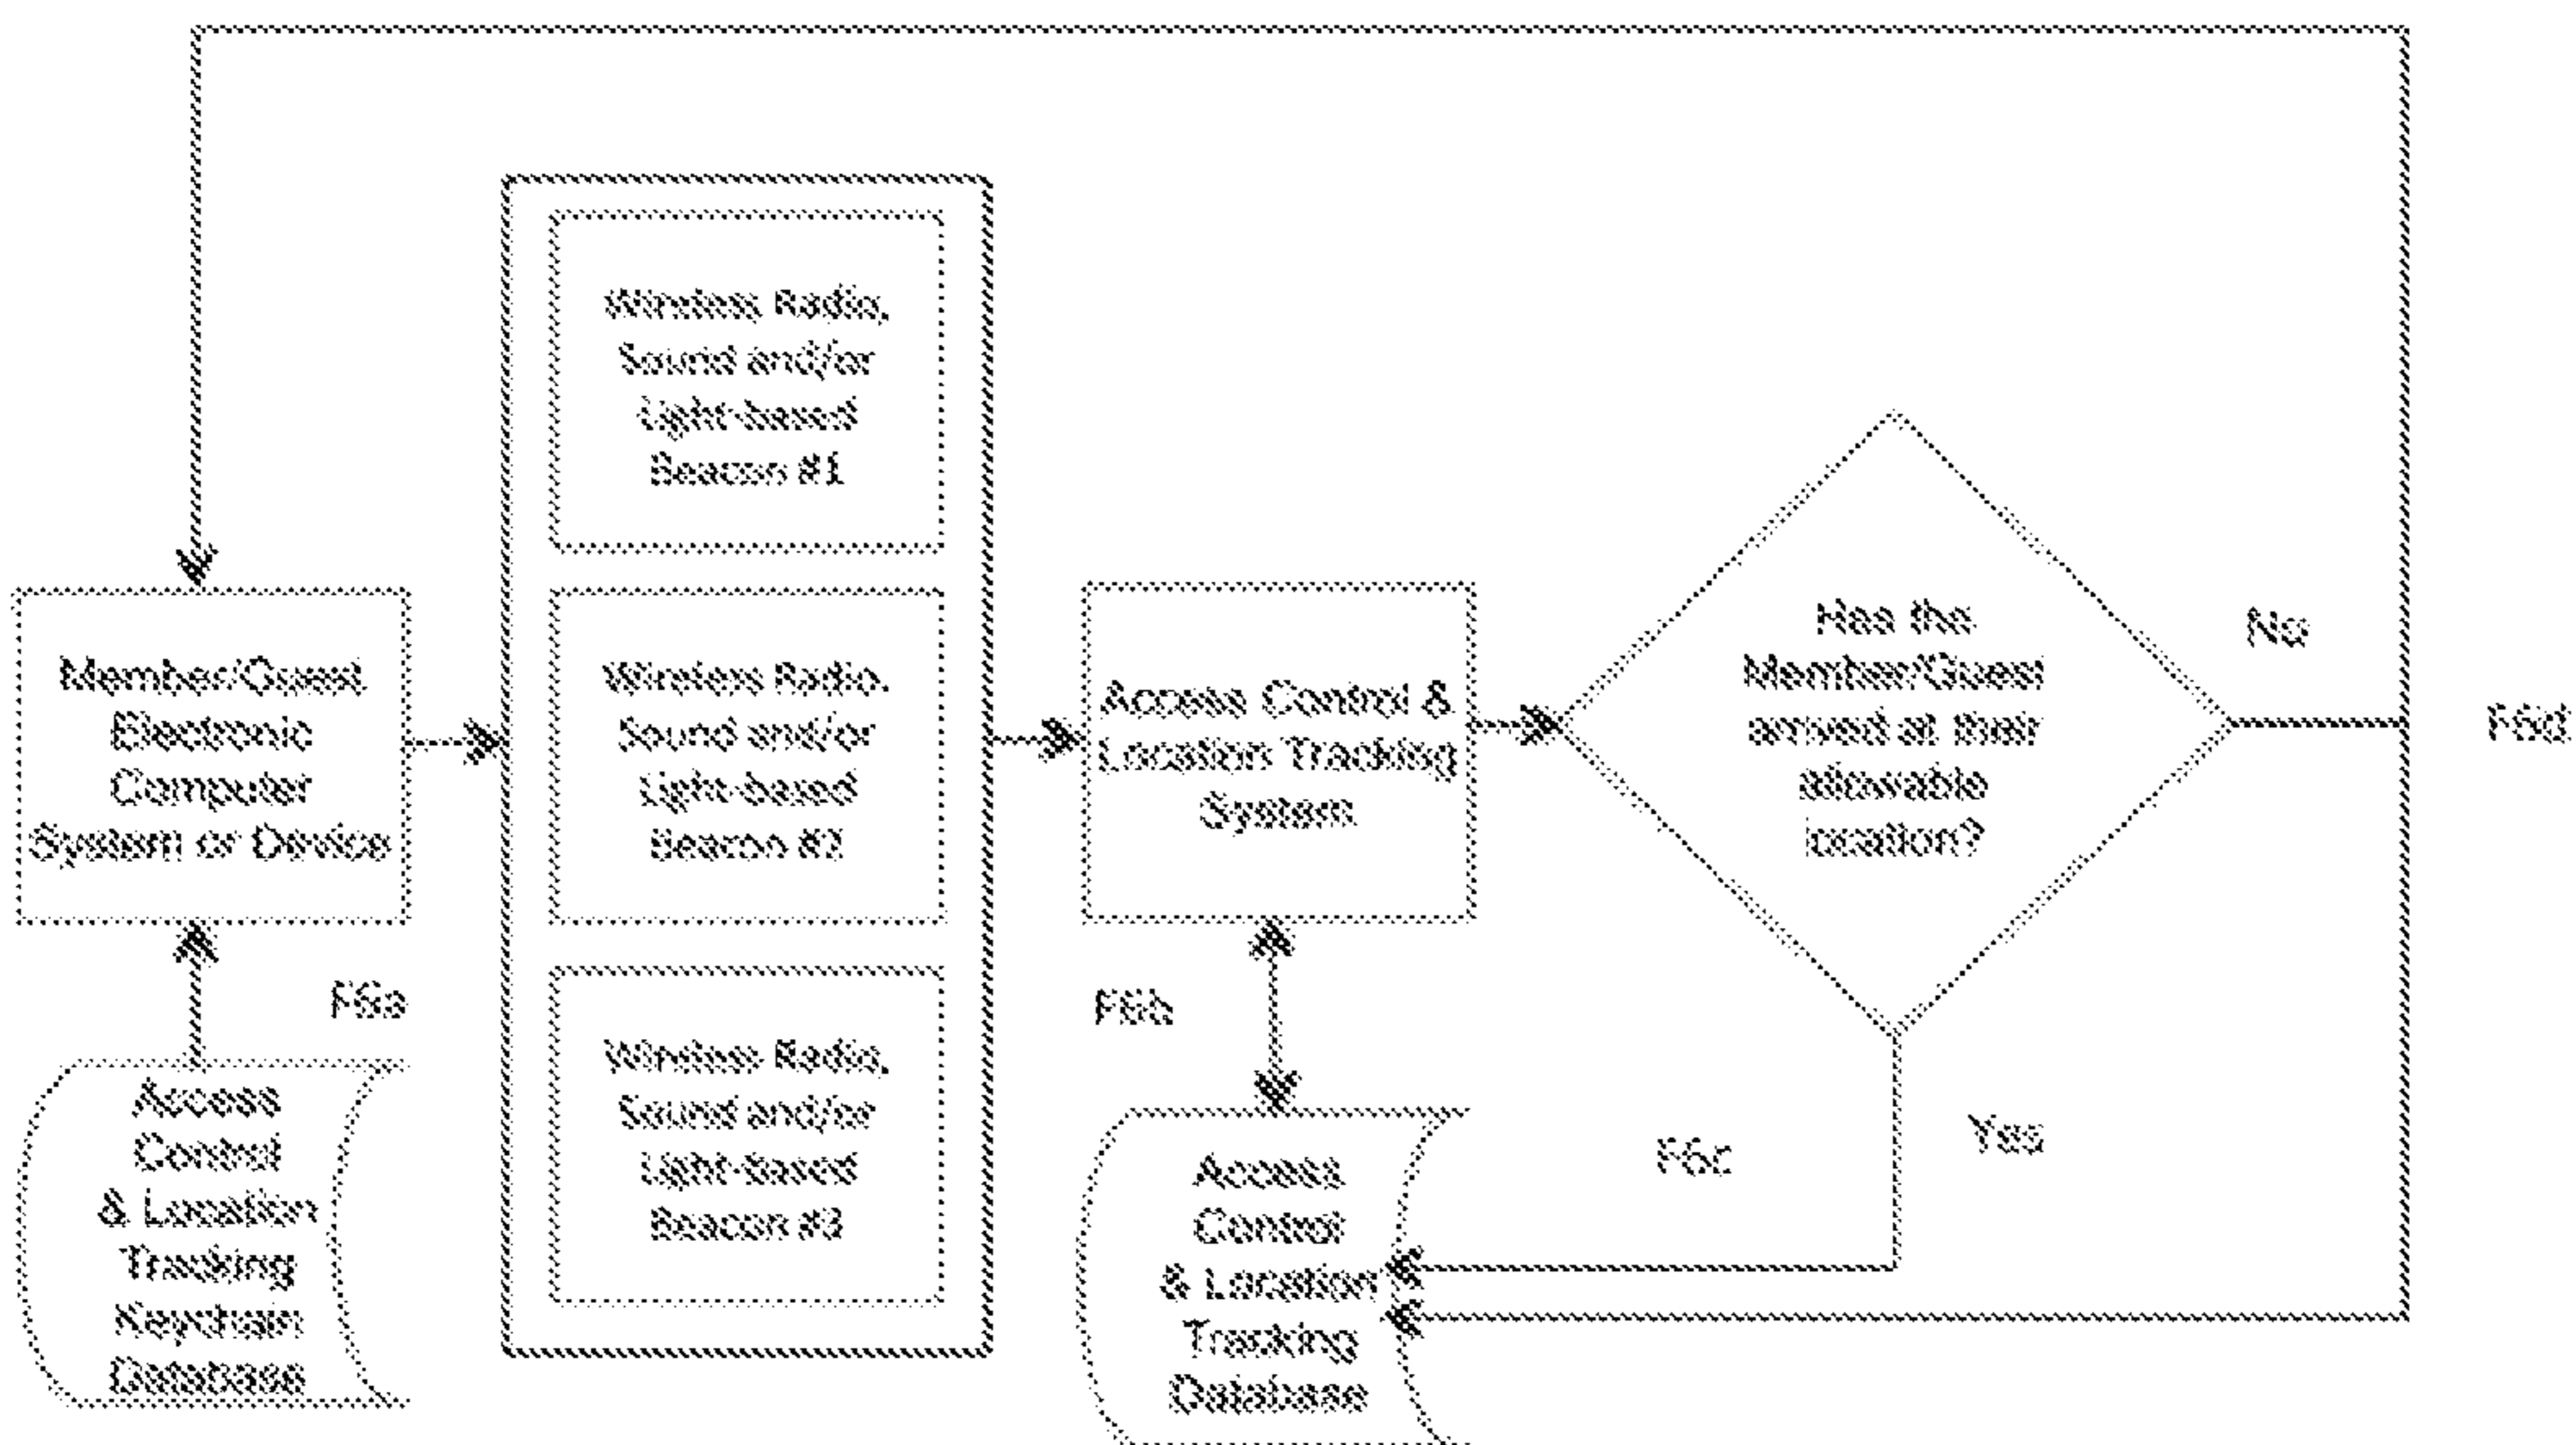 Wireless Radio,
Sound and/or
Light-based
Beacon #1
Member/Guest
Electronic
Computer
System or Device
Wireless Radio,
Sound and/or
Light-based
Beacon #2
Access Control &
Location Tracking
System
Has the
Member/Guest
arrived at their
allowable
location?
No
F6d
F6a
F6b
Wireless Radio,
Sound and/or
Light-based
Beacon #3
Access
Control
& Location
Tracking
Keychain
Database
Access
Control
& Location
Tracking
Database
F6c
Yes